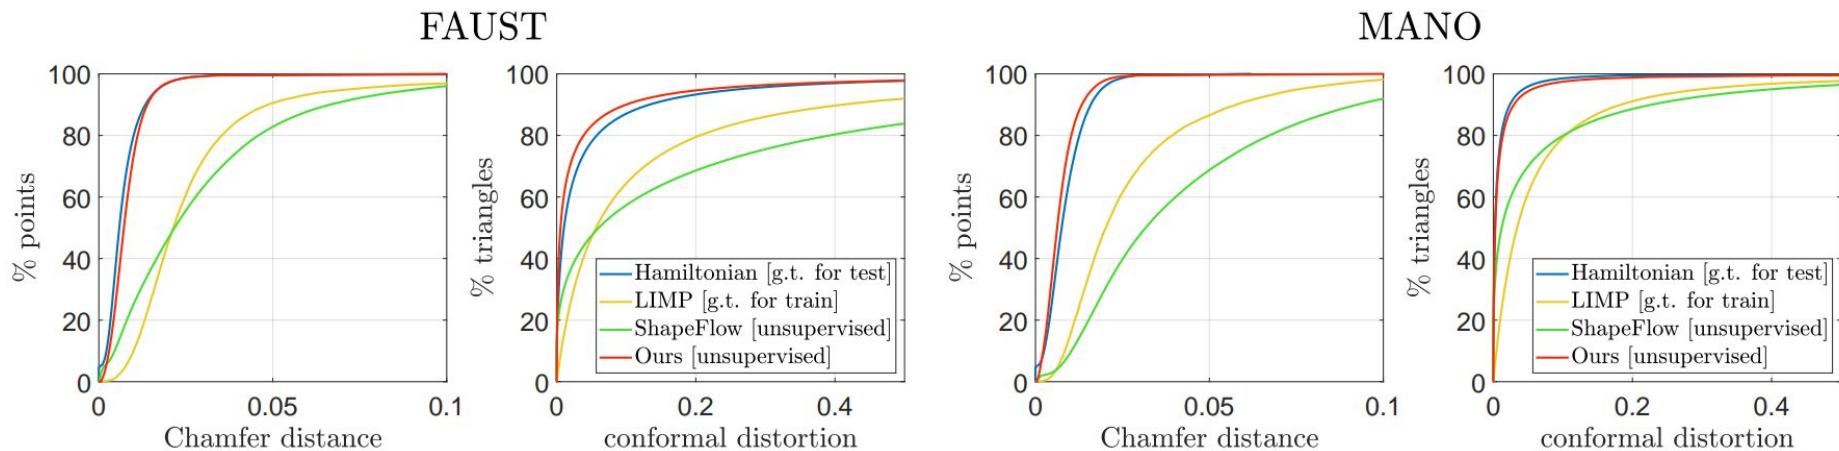 FAUST
MANO
100
80
60
40
20
0
% points
0
0.05
0.1
Chamfer distance
100
80
60
40
20
0
% triangles
0
0.2
0.4
conformal distortion
Hamiltonian [g.t. for test]
LIMP [g.t. for train]
ShapeFlow [unsupervised]
Ours [unsupervised]
100
80
60
40
20
0
% points
0
0.05
0.1
Chamfer distance
100
80
60
40
20
0
% triangles
0
0.2
0.4
conformal distortion
Hamiltonian [g.t. for test]
LIMP [g.t. for train]
ShapeFlow [unsupervised]
Ours [unsupervised]